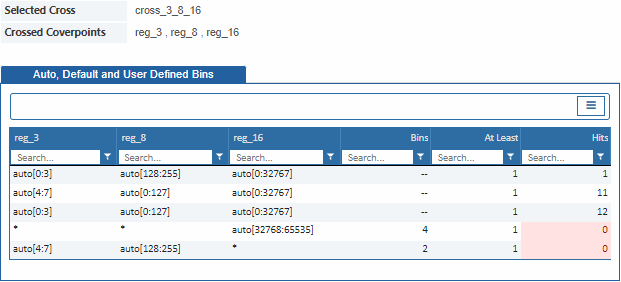 Selected Cross cross_3_8_16
Crossed Coverpoints reg_3 , reg_8 , reg_16
Auto, Default and User Defined Bins
reg_3 reg_8 reg_16 Bins At Least Hits
Search... Search... Search... Search... Search... Search...
auto[0:3] auto[128:255] auto[0:32767] -- 1 1
auto[4:7] auto[0:127] auto[0:32767] -- 1 11
auto[0:3] auto[0:127] auto[0:32767] -- 1 12
* * auto[32768:65535] 4 1 0
auto[4:7] auto[128:255] * 2 1 0